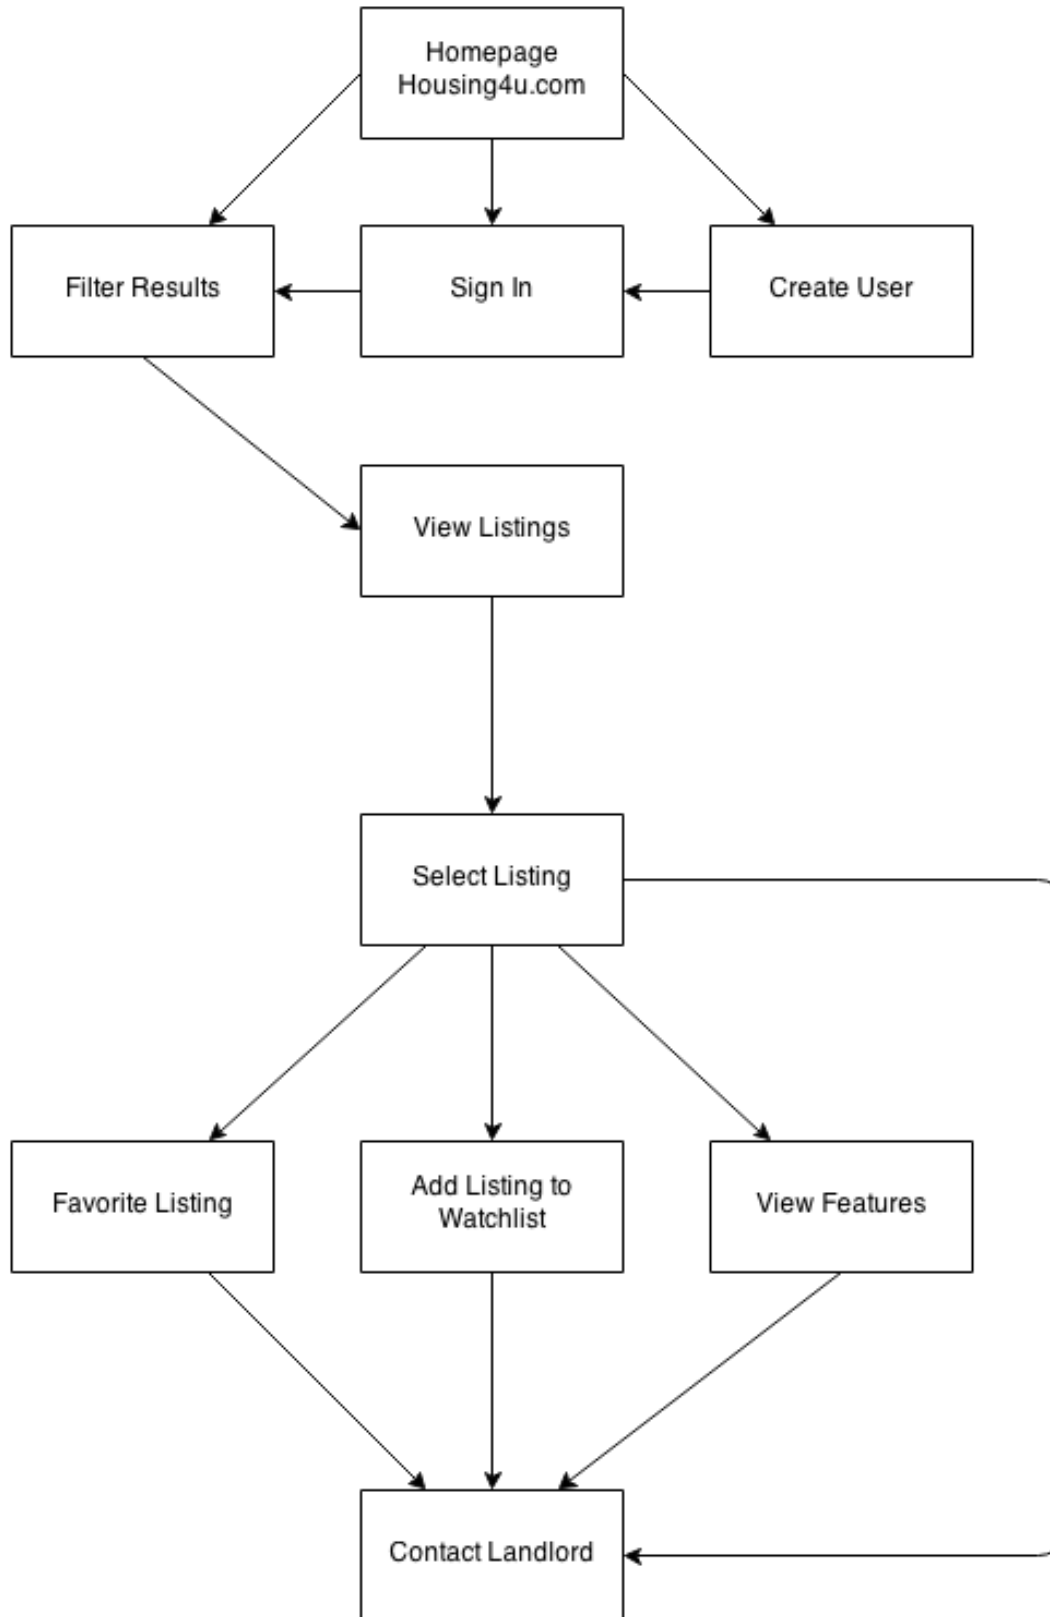 Homepage
Housing4u.com
Filter Results
Sign In
Create User
View Listings
Select Listing
Favorite Listing
Add Listing to
Watchlist
View Features
Contact Landlord